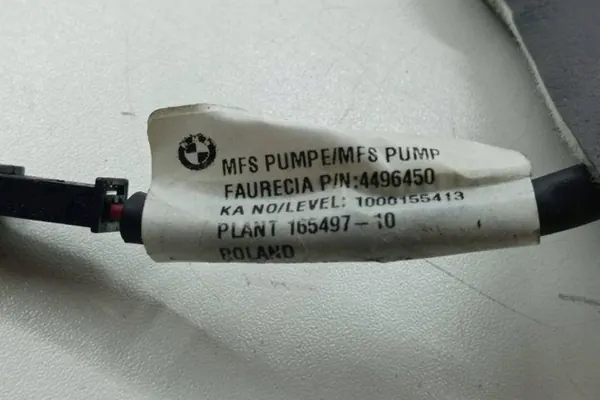 MFS PUMPE/MFS PUMP
FAURECIA P/N:4496450
KA NO/LEVEL: 1000155413
PLANT 165497-10
POLAND